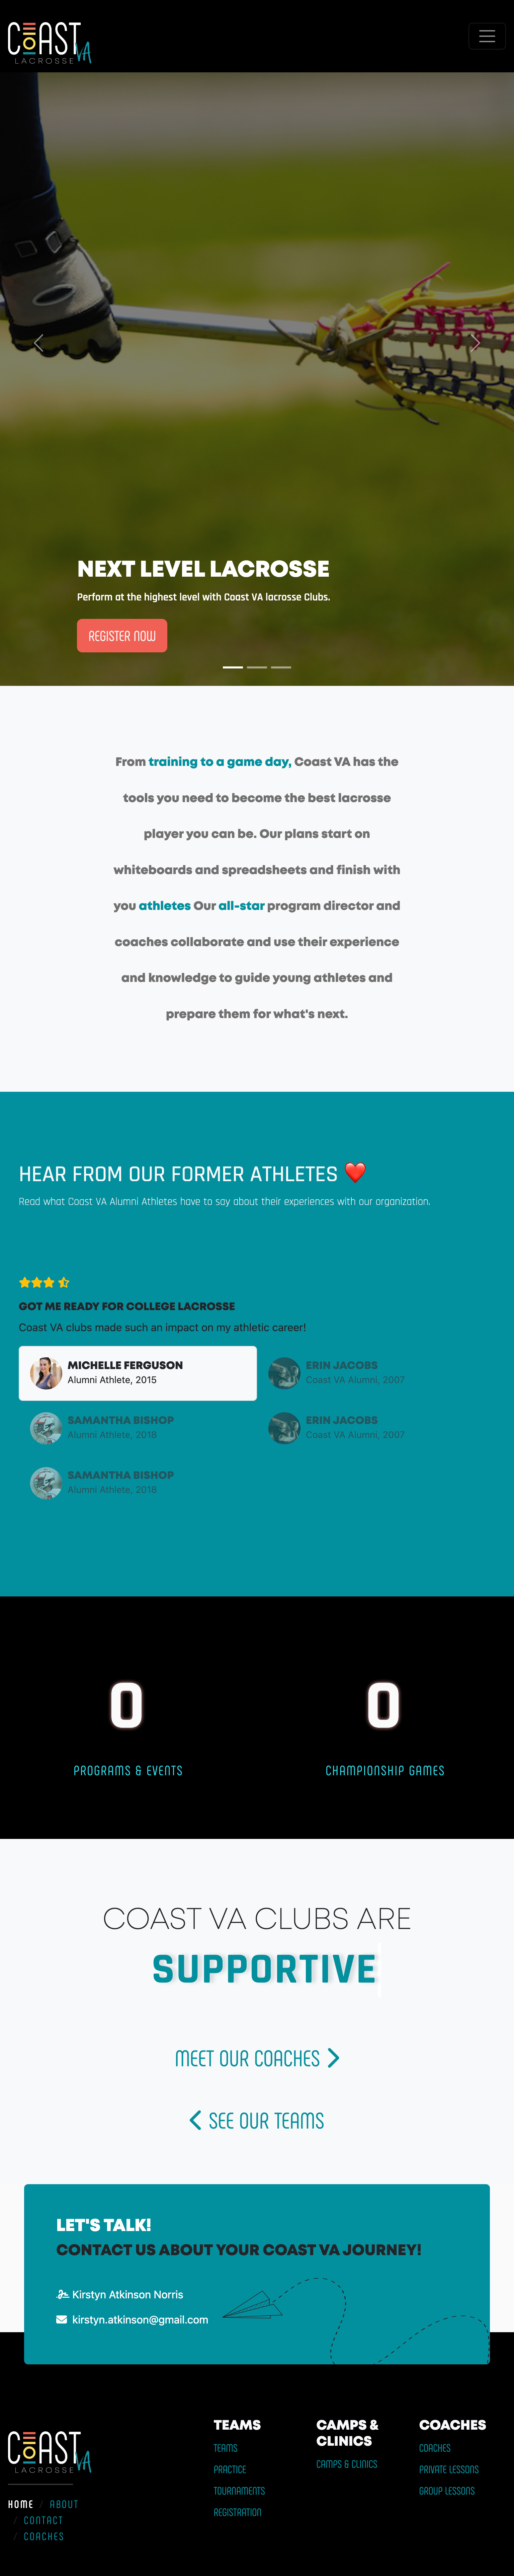 COAST VA
LACROSSE
NEXT LEVEL LACROSSE
Perform at the highest level with Coast VA lacrosse Clubs.
REGISTER NOW
From training to a game day, Coast VA has the
tools you need to become the best lacrosse
player you can be. Our plans start on
whiteboards and spreadsheets and finish with
you athletes Our all-star program director and
coaches collaborate and use their experience
and knowledge to guide young athletes and
prepare them for what's next.
HEAR FROM OUR FORMER ATHLETES ❤️
Read what Coast VA Alumni Athletes have to say about their experiences with our organization.
GOT ME READY FOR COLLEGE LACROSSE
Coast VA clubs made such an impact on my athletic career!
MICHELLE FERGUSON
Alumni Athlete, 2015
ERIN JACOBS
Coast VA Alumni, 2007
SAMANTHA BISHOP
Alumni Athlete, 2018
ERIN JACOBS
Coast VA Alumni, 2007
SAMANTHA BISHOP
Alumni Athlete, 2018
0
PROGRAMS & EVENTS
0
CHAMPIONSHIP GAMES
COAST VA CLUBS ARE
SUPPORTIVE
MEET OUR COACHES
SEE OUR TEAMS
LET'S TALK!
CONTACT US ABOUT YOUR COAST VA JOURNEY!
Kirstyn Atkinson Norris
kirstyn.atkinson@gmail.com
COAST VA
LACROSSE
HOME / ABOUT
/ CONTACT
/ COACHES
TEAMS
TEAMS
PRACTICE
TOURNAMENTS
REGISTRATION
CAMPS &
CLINICS
CAMPS & CLINICS
COACHES
COACHES
PRIVATE LESSONS
GROUP LESSONS